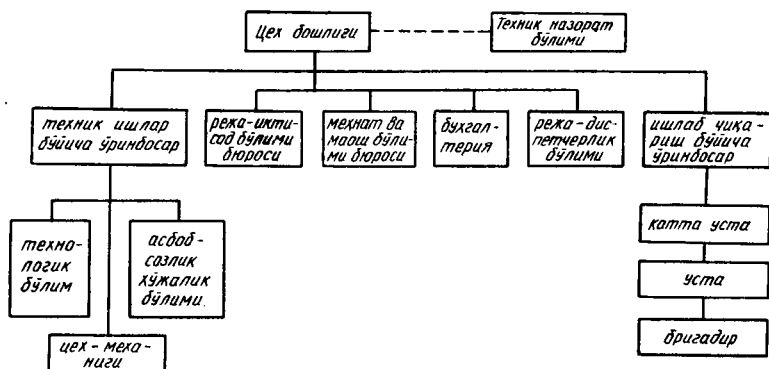 Цех бошлиғи
Техник назорат
бўлими
техник ишлар
бўйича ўринбосар
режа-иқти-
сод бўлими
бюроси
меҳнат ва
маош бўли-
ми бюроси
бухгал-
терия
режа-дис-
петчерлик
бўлими
ишлаб чиқа-
риш бўйича
ўринбосар
техно-
логик
бўлим
асбоб-
созлик
хўжалик
бўлими.
цех-меха-
ниги
катта уста
уста
бригадир